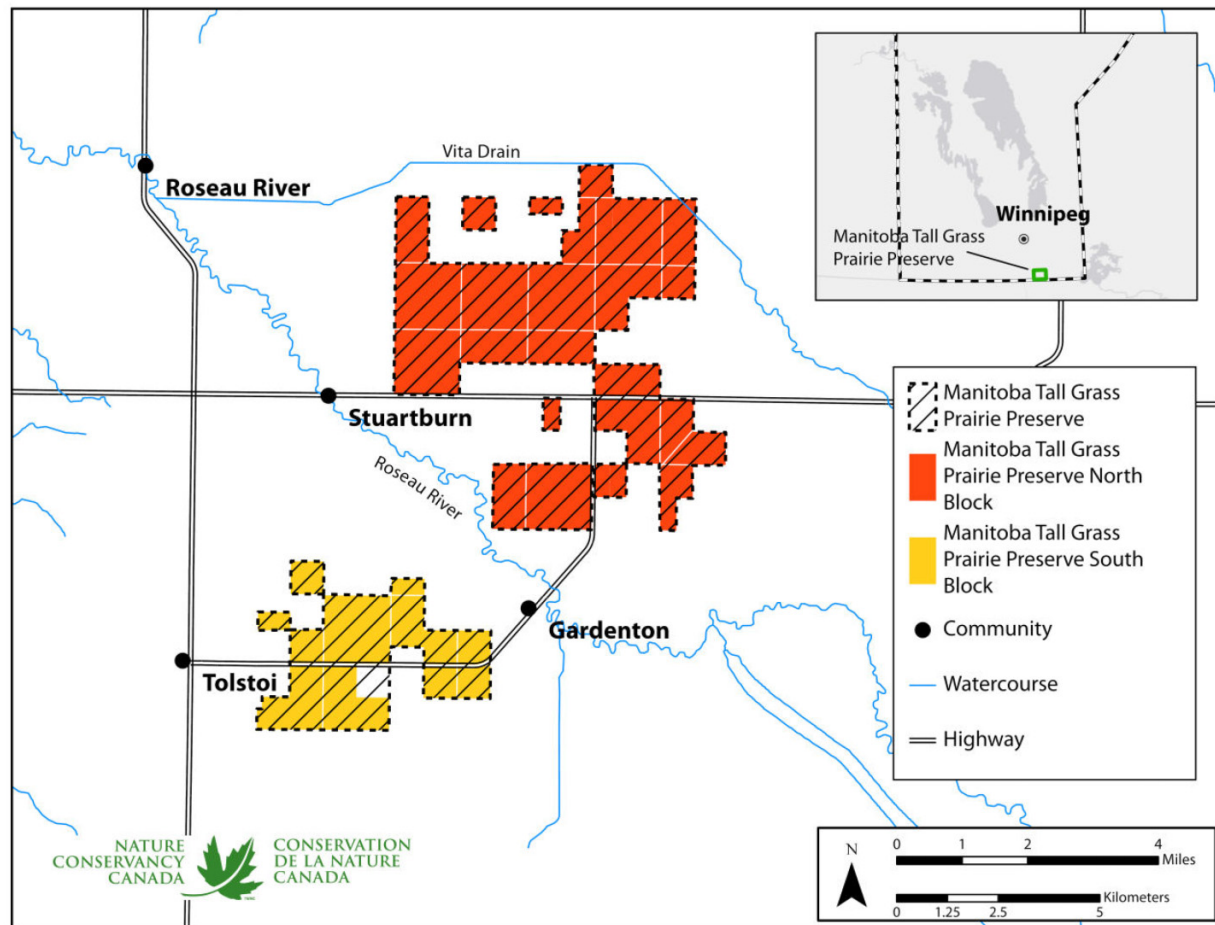 Vita Drain
Roseau River
Winnipeg
Manitoba Tall Grass
Prairie Preserve
Stuartburn
Roseau River
Gardenton
Tolstoi
Manitoba Tall Grass
Prairie Preserve
Manitoba Tall Grass
Prairie Preserve North
Block
Manitoba Tall Grass
Prairie Preserve South
Block
Community
Watercourse
Highway
NATURE
CONSERVANCY
CANADA
CONSERVATION
DE LA NATURE
CANADA
N
0 1 2 4
Miles
Kilometers
0 1.25 2.5 5